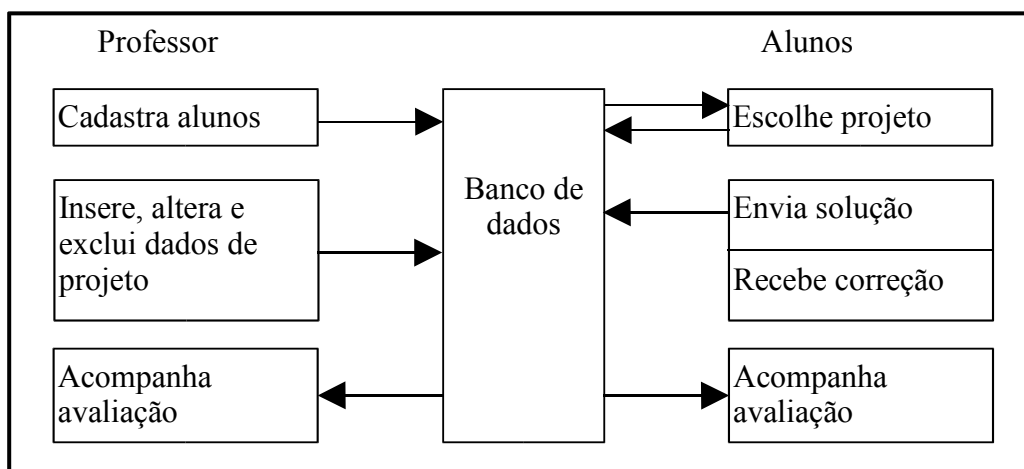 Professor
Alunos
Cadastra alunos
Insere, altera e
exclui dados de
projeto
Acompanha
avaliação
Banco de
dados
Escolhe projeto
Envia solução
Recebe correção
Acompanha
avaliação